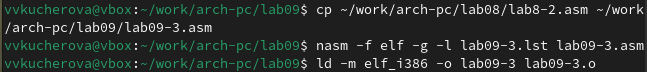 vvkucherova@vbox:~/work/arch-pc/lab09$ cp ~/work/arch-pc/lab08/lab8-2.asm ~/work
/arch-pc/lab09/lab09-3.asm
vvkucherova@vbox:~/work/arch-pc/lab09$ nasm -f elf -g -l lab09-3.lst lab09-3.asm
vvkucherova@vbox:~/work/arch-pc/lab09$ ld -m elf_i386 -o lab09-3 lab09-3.o